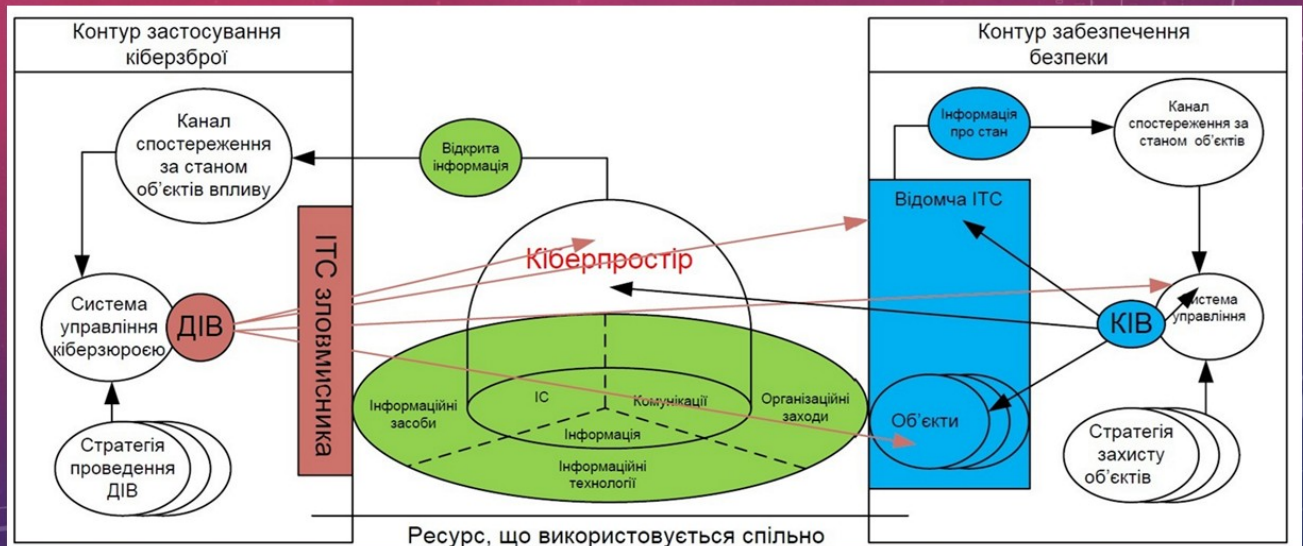 Контур застосування
кіберзброї
Канал
спостереження
за станом
об'єктів впливу
Система
управління
кіберзюроєю
ДІВ
Стратегія
проведення
ДІВ
ІТС зловмисника
Відкрита
інформація
Кіберпростір
Інформаційні
засоби
ІС
Комунікації
Організаційні
заходи
Інформація
Інформаційні
технології
Ресурс, що використовується спільно
Контур забезпечення
безпеки
Інформація
про стан
Канал
спостереження за
станом об'єктів
Відомча ІТС
КІВ
Система
управління
Об'єкти
Стратегія
захисту
об'єктів